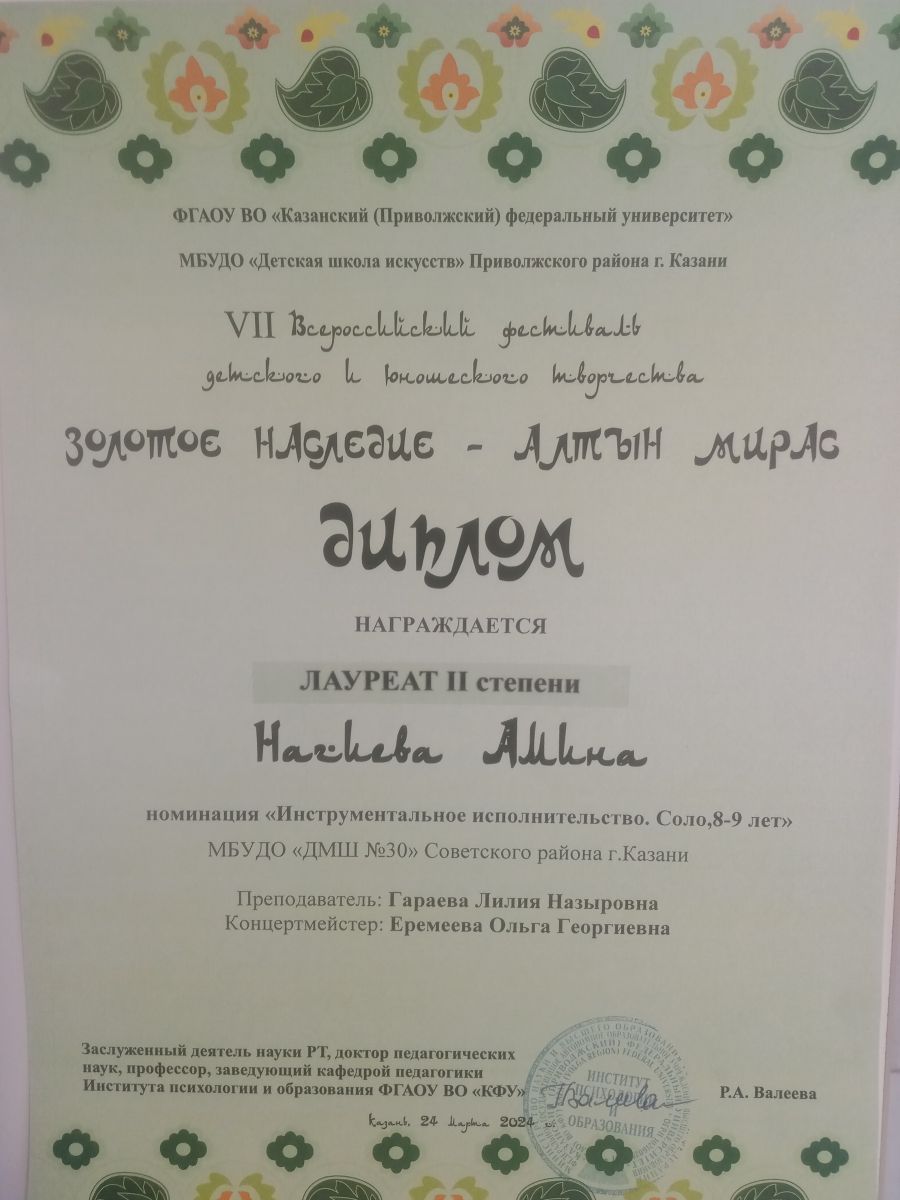 ФГАОУ ВО «Казанский (Приволжский) федеральный университет»
МБУДО «Детская школа искусств» Приволжского района г. Казани
VII Всероссийский фестиваль
детского и юношеского творчества
ЗОЛОТОЕ НАСЛЕДИЕ - АЛТЫН МИРАС
ДИПЛОМ
НАГРАЖДАЕТСЯ
ЛАУРЕАТ II степени
Нагиева Амина
номинация «Инструментальное исполнительство. Соло,8-9 лет»
МБУДО «ДМШ №30» Советского района г.Казани
Преподаватель: Гараева Лилия Назыровна
Концертмейстер: Еремеева Ольга Георгиевна
Заслуженный деятель науки РТ, доктор педагогических
наук, профессор, заведующий кафедрой педагогики
Института психологии и образования ФГАОУ ВО «КФУ»
Р.А. Валеева
ИНСТИТУТ
ПСИХОЛОГИИ
И
ОБРАЗОВАНИЯ
Казань, 24 марта 2024 г.